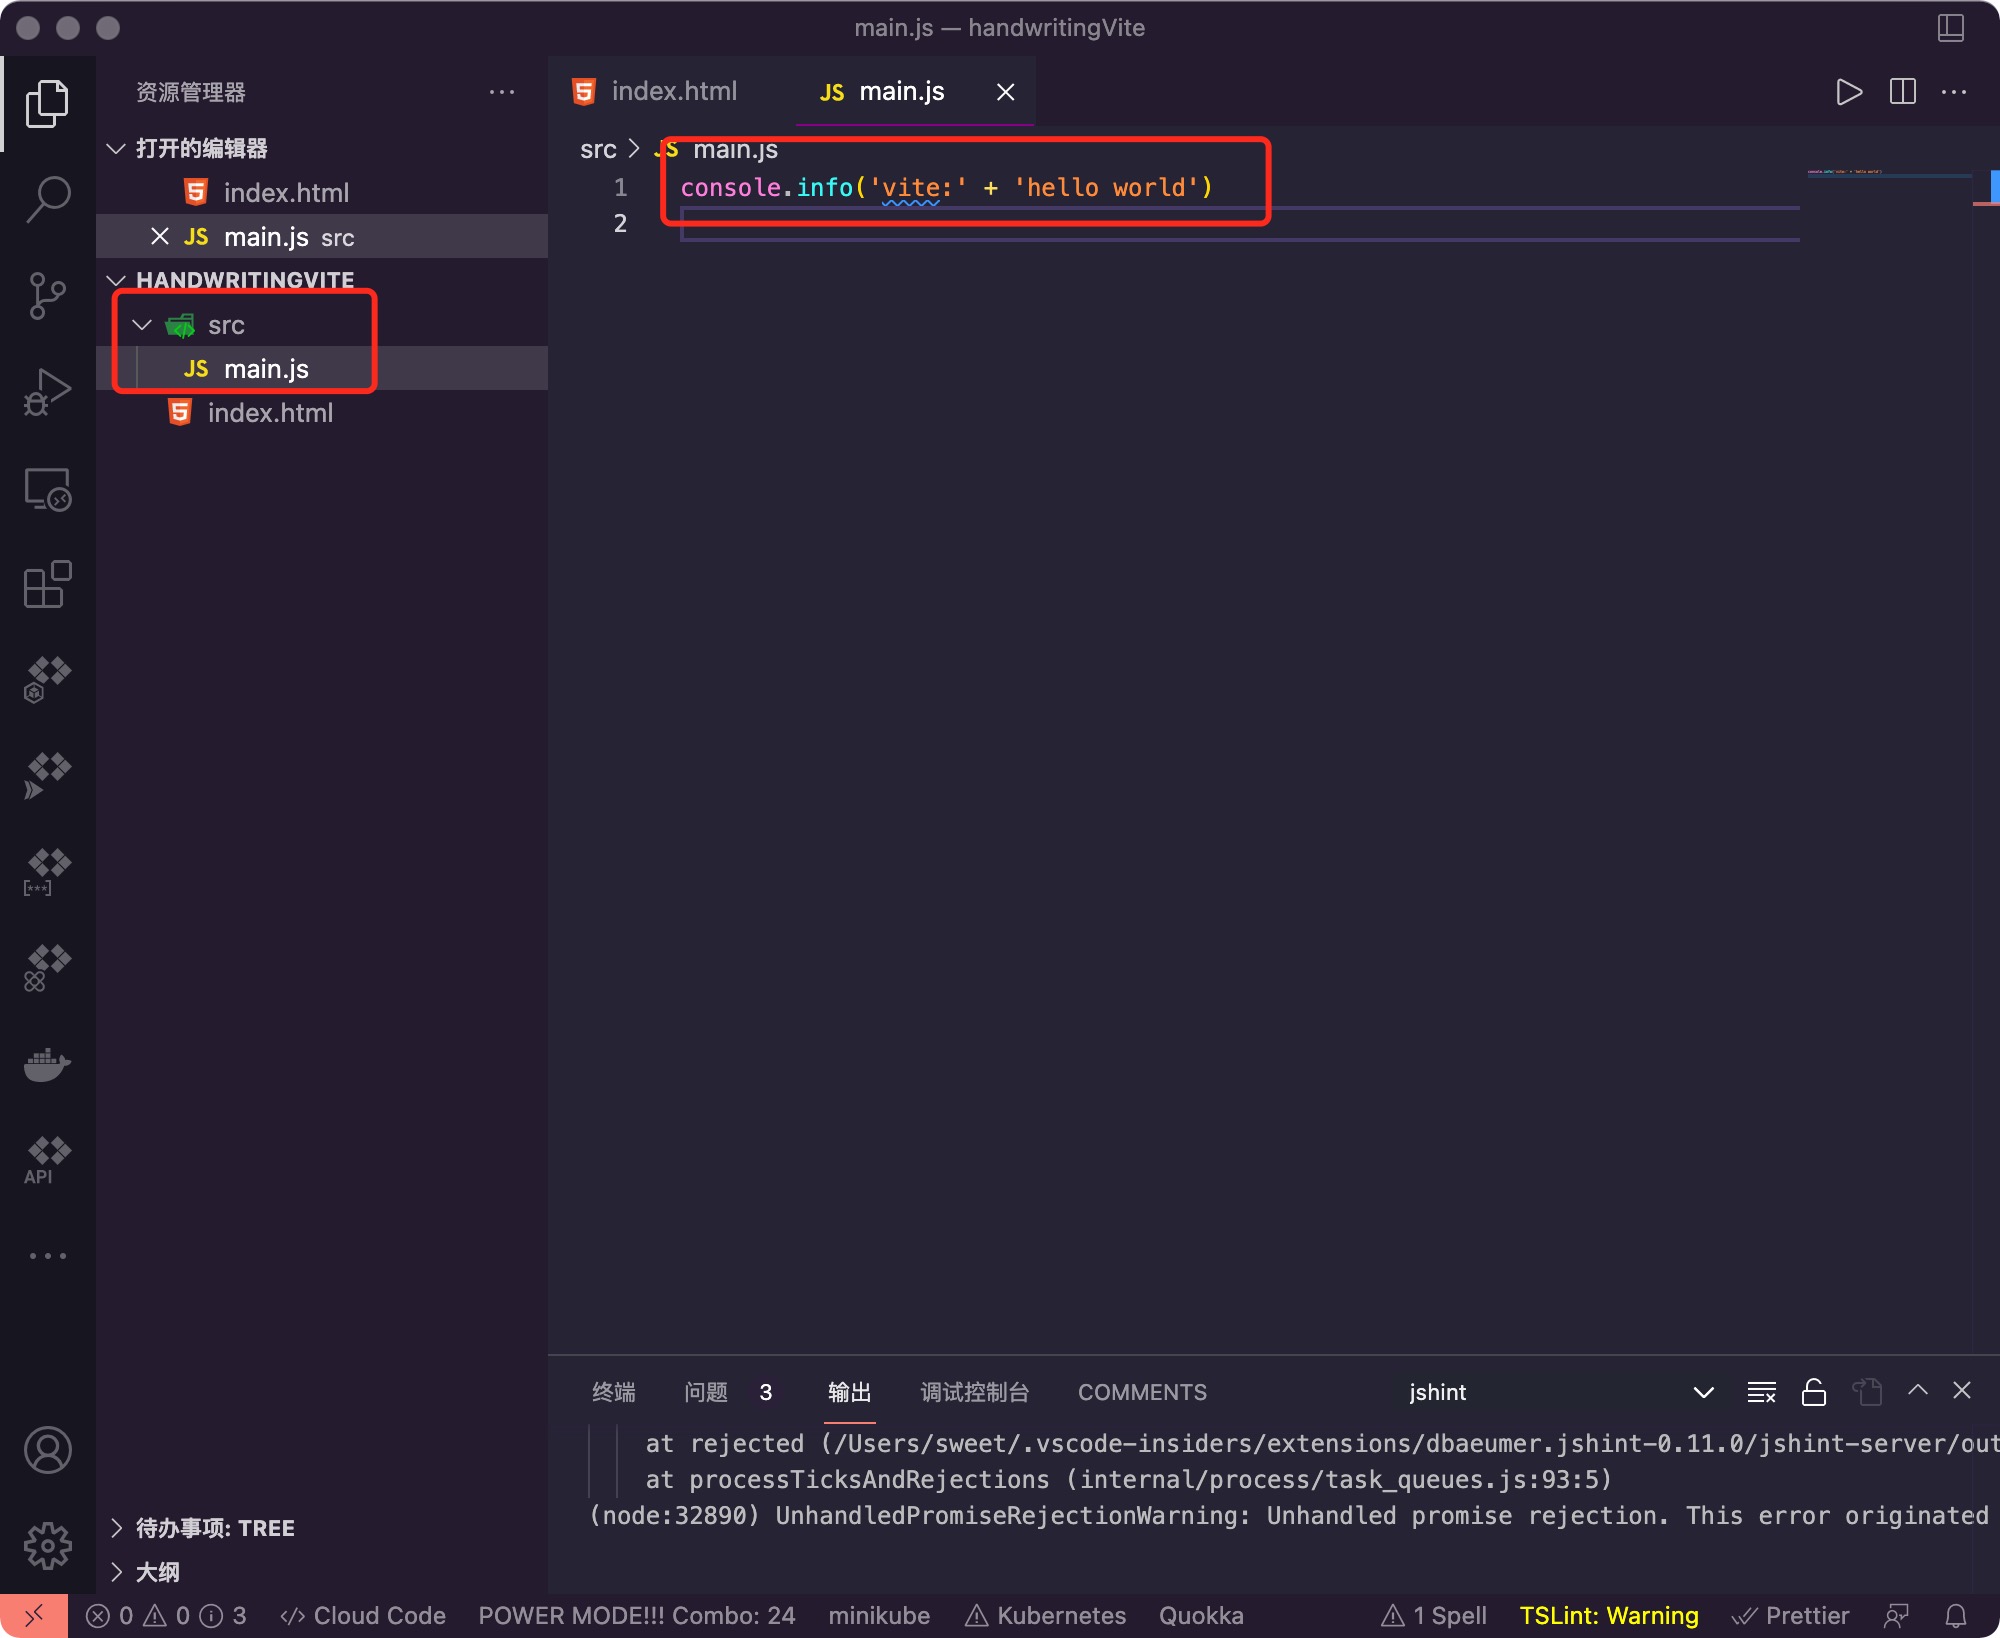 main.js — handwritingVite
资源管理器
打开的编辑器
index.html
JS main.js src
HANDWRITINGVITE
src
JS main.js
index.html
待办事项: TREE
大纲
API
index.html
JS main.js
src > JS main.js
1 console.info('vite:' + 'hello world')
2
终端 问题 3 输出 调试控制台 COMMENTS jshint
at rejected (/Users/sweet/.vscode-insiders/extensions/dbaeumer.jshint-0.11.0/jshint-server/out
at processTicksAndRejections (internal/process/task_queues.js:93:5)
(node:32890) UnhandledPromiseRejectionWarning: Unhandled promise rejection. This error originated
0 0 3 Cloud Code POWER MODE!!! Combo: 24 minikube Kubernetes Quokka 1 Spell TSLint: Warning Prettier